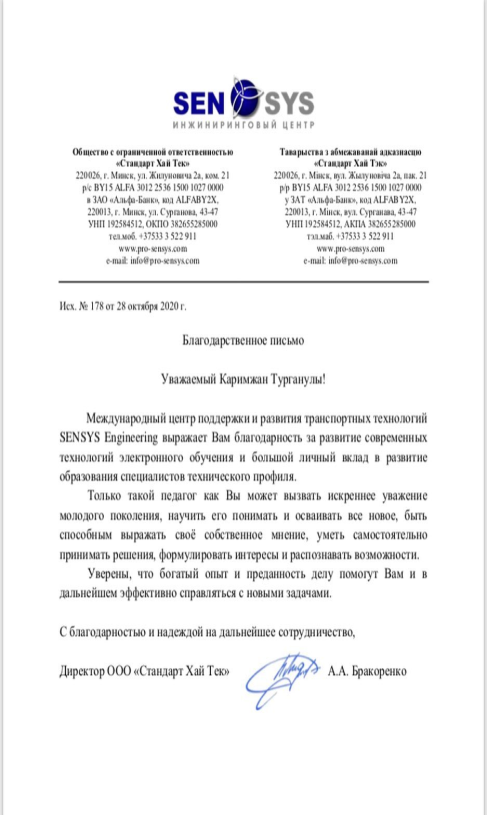 SENSYS
ИНЖИНИРИНГОВЫЙ ЦЕНТР
Общество с ограниченной ответственностью
«Стандарт Хай Тек»
220026, г. Минск, ул. Жилуновича 2а, ком. 21
р/с BY15 ALFA 3012 2536 1500 1027 0000
в ЗАО «Альфа-Банк», код ALFABY2X,
220013, г. Минск, ул. Сурганова, 43-47
УНП 192584512, ОКПО 382655285000
тел.моб. +37533 3 522 911
www.pro-sensys.com
e-mail: info@pro-sensys.com
Таварыства з абмежаванай адказнасцю
«Стандарт Хай Тэк»
220026, г. Мінск, вул. Жылуновіча 2а, пак. 21
р/р BY15 ALFA 3012 2536 1500 1027 0000
у ЗАТ «Альфа-Банк», код ALFABY2X,
220013, г. Мінск, вул. Сурганава, 43-47
УНП 192584512, АКПА 382655285000
тэл.маб. +37533 3 522 911
www.pro-sensys.com
e-mail: info@pro-sensys.com
Исх. № 178 от 28 октября 2020 г.
Благодарственное письмо
Уважаемый Каримжан Турганулы!
Международный центр поддержки и развития транспортных технологий
SENSYS Engineering выражает Вам благодарность за развитие современных
технологий электронного обучения и большой личный вклад в развитие
образования специалистов технического профиля.
Только такой педагог как Вы может вызвать искреннее уважение
молодого поколения, научить его понимать и осваивать все новое, быть
способным выражать своё собственное мнение, уметь самостоятельно
принимать решения, формулировать интересы и распознавать возможности.
Уверены, что богатый опыт и преданность делу помогут Вам и в
дальнейшем эффективно справляться с новыми задачами.
С благодарностью и надеждой на дальнейшее сотрудничество,
Директор ООО «Стандарт Хай Тек» А.А. Бракоренко